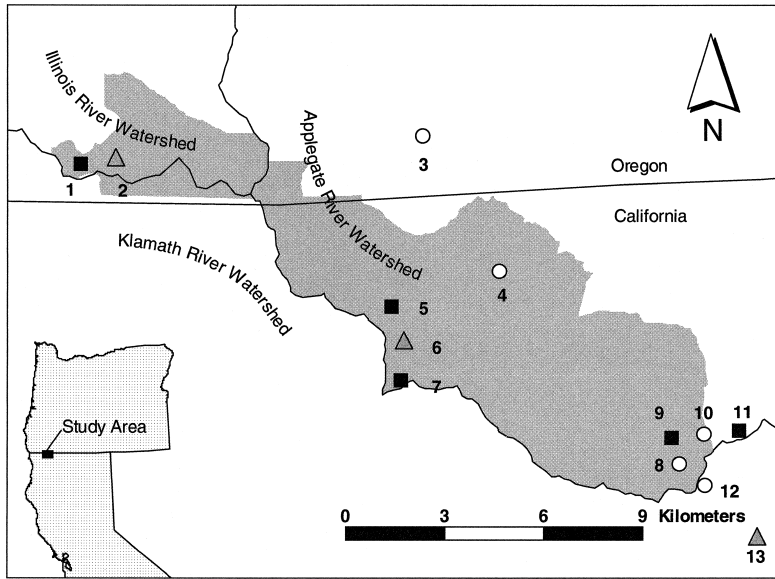 Illinois River Watershed
Applegate River Watershed
N
3
1
2
Oregon
California
Klamath River Watershed
4
5
6
7
Study Area
9
10
11
8
12
0 3 6 9 Kilometers
13